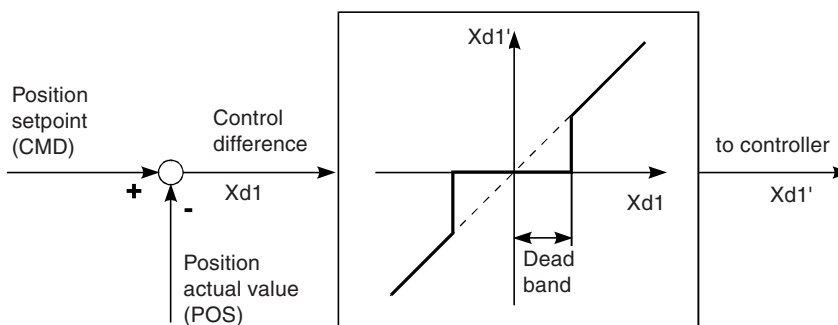 Position
setpoint
(CMD)
+
-
Control
difference
Xd1
Position
actual value
(POS)
Xd1'
Xd1
Dead
band
to controller
Xd1'